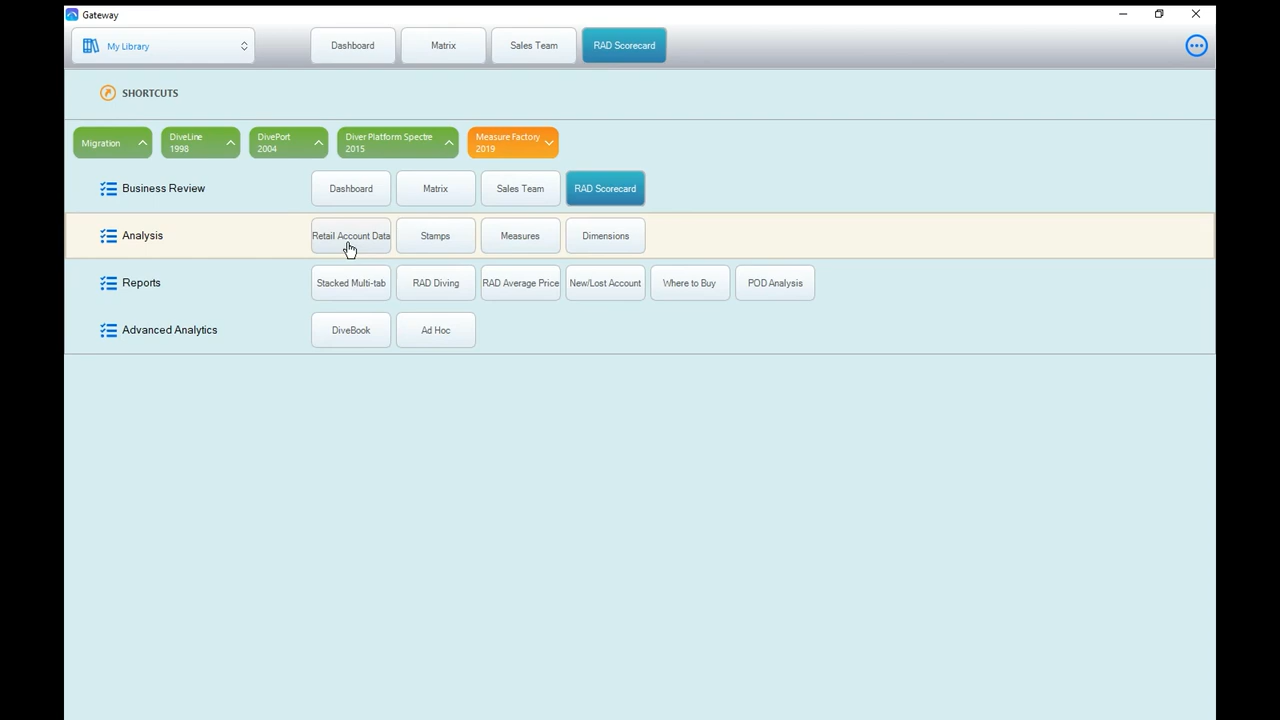 Gateway
My Library
Dashboard
Matrix
Sales Team
RAD Scorecard
SHORTCUTS
Migration
DiveLine
1998
DivePort
2004
Diver Platform Spectre
2015
Measure Factory
2019
Business Review
Dashboard
Matrix
Sales Team
RAD Scorecard
Analysis
Retail Account Data
Stamps
Measures
Dimensions
Reports
Stacked Multi-tab
RAD Diving
RAD Average Price
New/Lost Account
Where to Buy
POD Analysis
Advanced Analytics
DiveBook
Ad Hoc